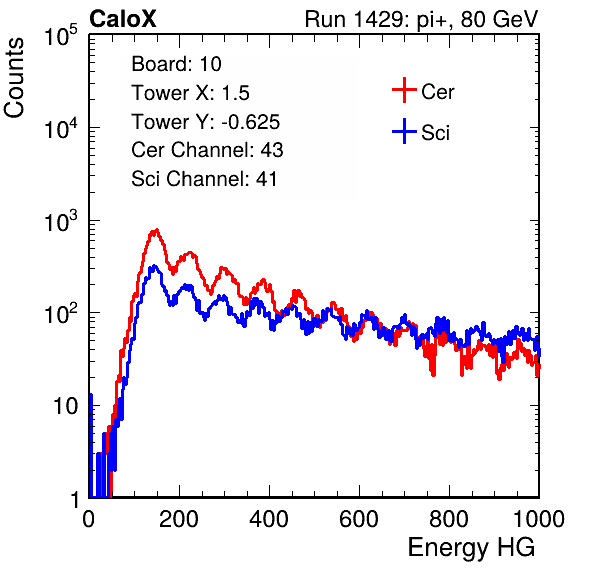 CaloX Run 1429: pi+, 80 GeV
Counts
Board: 10
Tower X: 1.5
Tower Y: -0.625
Cer Channel: 43
Sci Channel: 41
Cer
Sci
10^5
10^4
10^3
10^2
10
1
0 200 400 600 800 1000
Energy HG